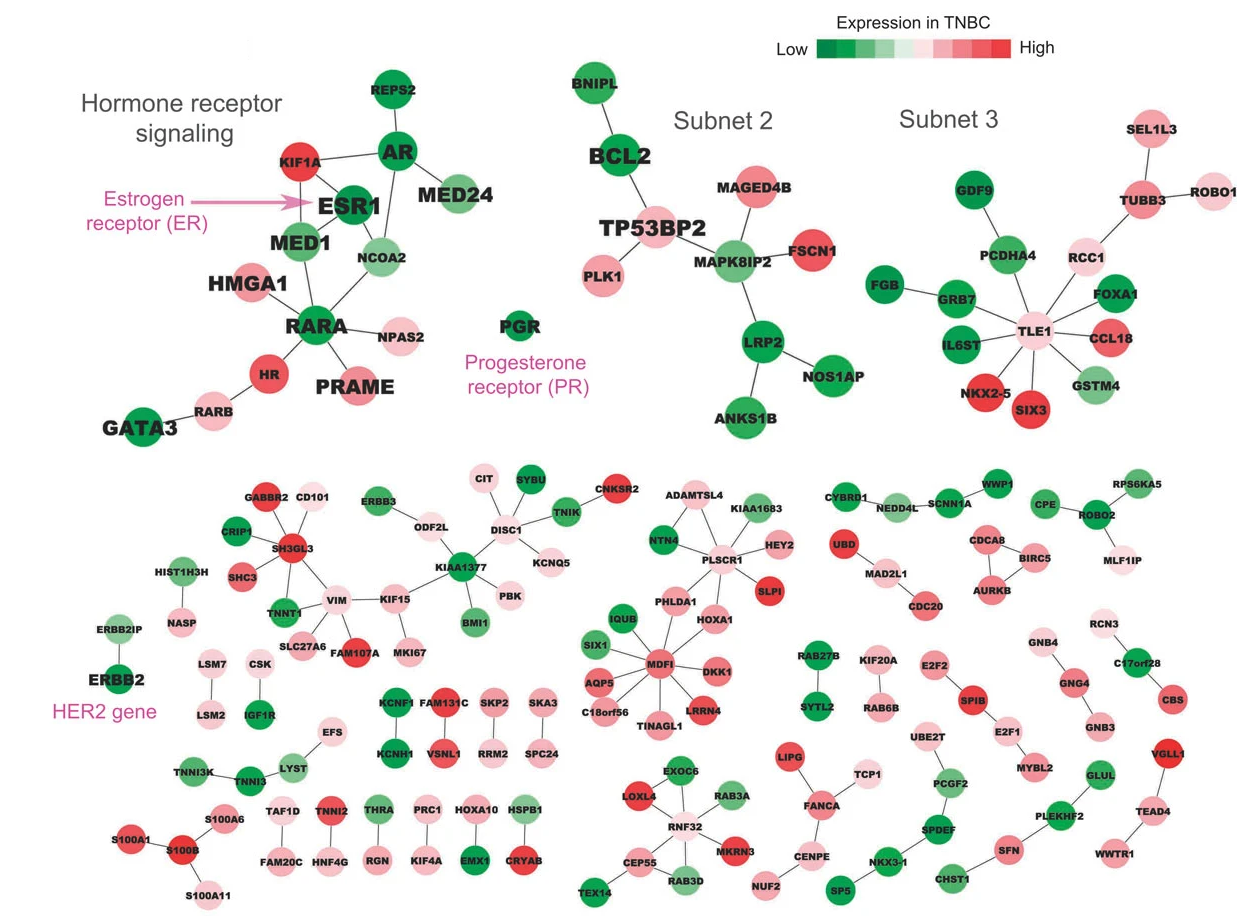 Expression in TNBC
Low
High
Hormone receptor
signaling
REPS2
KIF1A
AR
MED24
Estrogen
receptor (ER)
ESR1
MED1
NCOA2
HMGA1
RARA
NPAS2
HR
PRAME
RARB
GATA3
PGR
Progesterone
receptor (PR)
Subnet 2
BNIPL
BCL2
MAGED4B
TP53BP2
FSCN1
MAPK8IP2
PLK1
LRP2
NOS1AP
ANKS1B
Subnet 3
SEL1L3
GDF9
ROBO1
TUBB3
PCDHA4
RCC1
FGB
GRB7
FOXA1
TLE1
IL6ST
CCL18
NKX2-5
GSTM4
SIX3
GABBR2
CD101
CRIP1
SH3GL3
SHC3
TNNT1
VIM
KIF15
SLC27A6
FAM107A
MKI67
ERBB3
ODF2L
CIT
SYBU
CNKSR2
TNIK
DISC1
KCNQ5
KIAA1377
PBK
BMI1
HIST1H3H
NASP
ERBB2IP
ERBB2
HER2 gene
LSM7
LSM2
CSK
IGF1R
EFS
LYST
TNNI3K
TNNI3
KCNF1
KCNH1
FAM131C
VSNL1
SKP2
RRM2
SKA3
SPC24
ADAMTSL4
KIAA1683
NTN4
HEY2
PLSCR1
SLPI
PHLDA1
HOXA1
IQUB
SIX1
MDFI
DKK1
AQP5
C18orf56
LRRN4
TINAGL1
CYBRD1
NEDD4L
SCNN1A
WWP1
CPE
RPS6KA5
ROBO2
MLF1IP
UBD
MAD2L1
CDC20
CDCA8
BIRC5
AURKB
RAB27B
SYTL2
KIF20A
RAB6B
E2F2
SPIB
E2F1
MYBL2
GNB4
GNG4
GNB3
RCN3
C17orf28
CBS
S100A6
S100A1
S100B
S100A11
TAF1D
FAM20C
TNNI2
HNF4G
THRA
RGN
PRC1
KIF4A
HOXA10
EMX1
HSPB1
CRYAB
EXOC6
LOXL4
RAB3A
RNF32
MKRN3
CEP55
RAB3D
TEX14
LIPG
TCP1
FANCA
CENPE
NUF2
UBE2T
PCGF2
SPDEF
NKX3-1
SP5
GLUL
PLEKHF2
SFN
CHST1
VGLL1
TEAD4
WWTR1